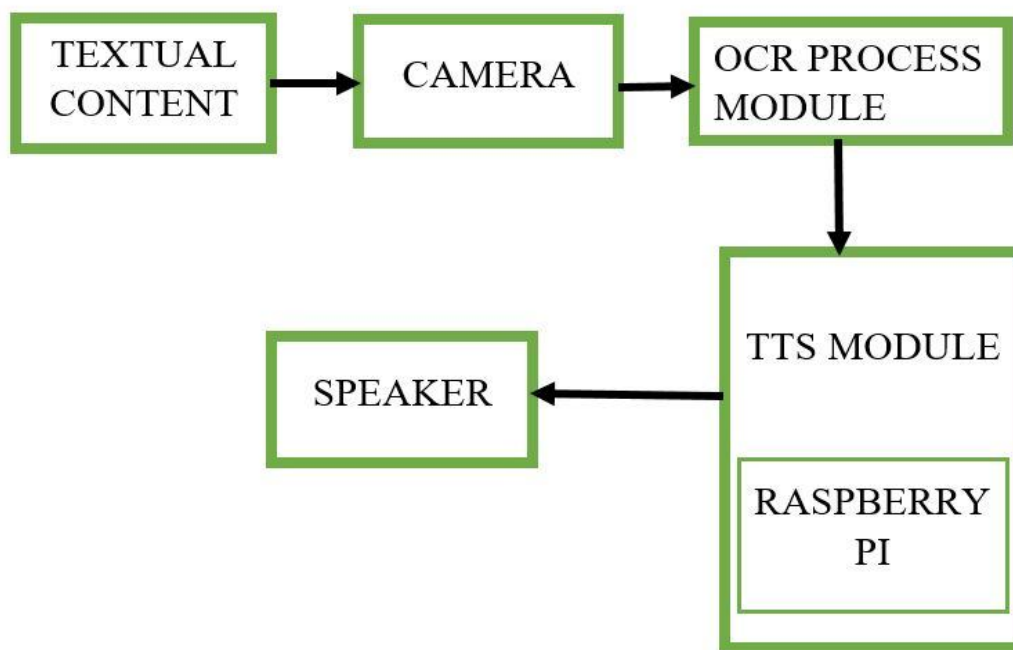 TEXTUAL
CONTENT
CAMERA
OCR PROCESS
MODULE
TTS MODULE
RASPBERRY
PI
SPEAKER